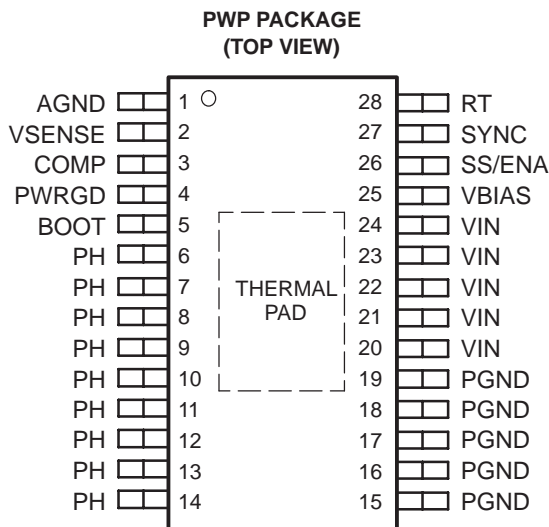 PWP PACKAGE
(TOP VIEW)
AGND 1 28 RT
VSENSE 2 27 SYNC
COMP 3 26 SS/ENA
PWRGD 4 25 VBIAS
BOOT 5 24 VIN
PH 6 23 VIN
PH 7 THERMAL 22 VIN
PH 8 PAD 21 VIN
PH 9 20 VIN
PH 10 19 PGND
PH 11 18 PGND
PH 12 17 PGND
PH 13 16 PGND
PH 14 15 PGND